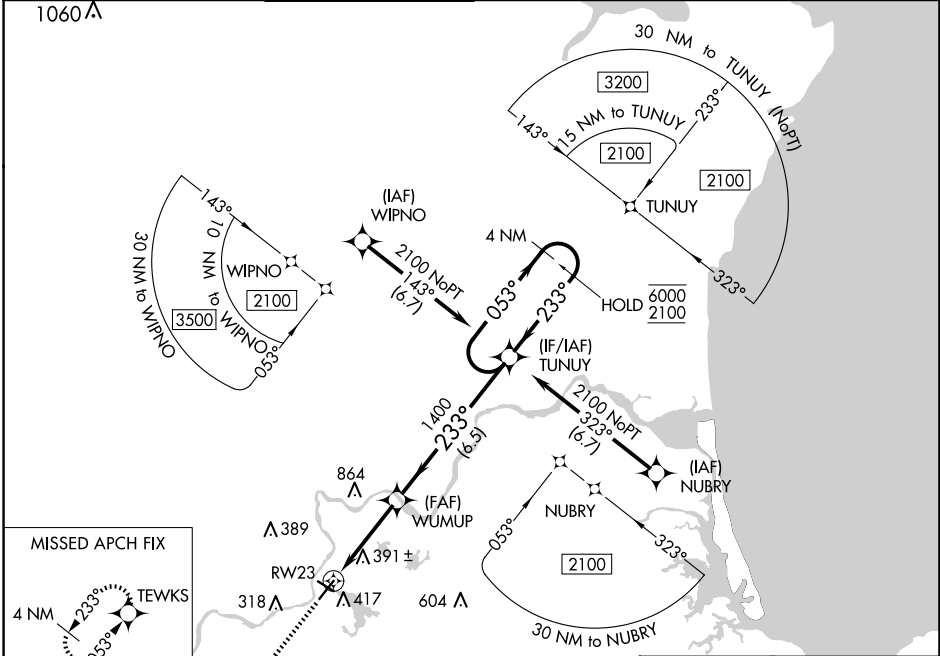 1060
30 NM to TUNUY (NoPT)
3200
15 NM to TUNUY
143°
233°
2100
2100
TUNUY
323°
143°
10 NM to WIPNO
30 NM to WIPNO
WIPNO
2100
3500
053°
(IAF)
WIPNO
2100 NoPT
143°
(6.7)
4 NM
053°
233°
HOLD
6000
2100
(IF/IAF)
TUNUY
2100 NoPT
323°
(6.7)
(IAF)
NUBRY
1400
233°
(6.5)
864
(FAF)
WUMUP
389
391 ±
RW23
318
417
604
NUBRY
053°
323°
2100
30 NM to NUBRY
MISSED APCH FIX
TEWKS
4 NM
233°
053°